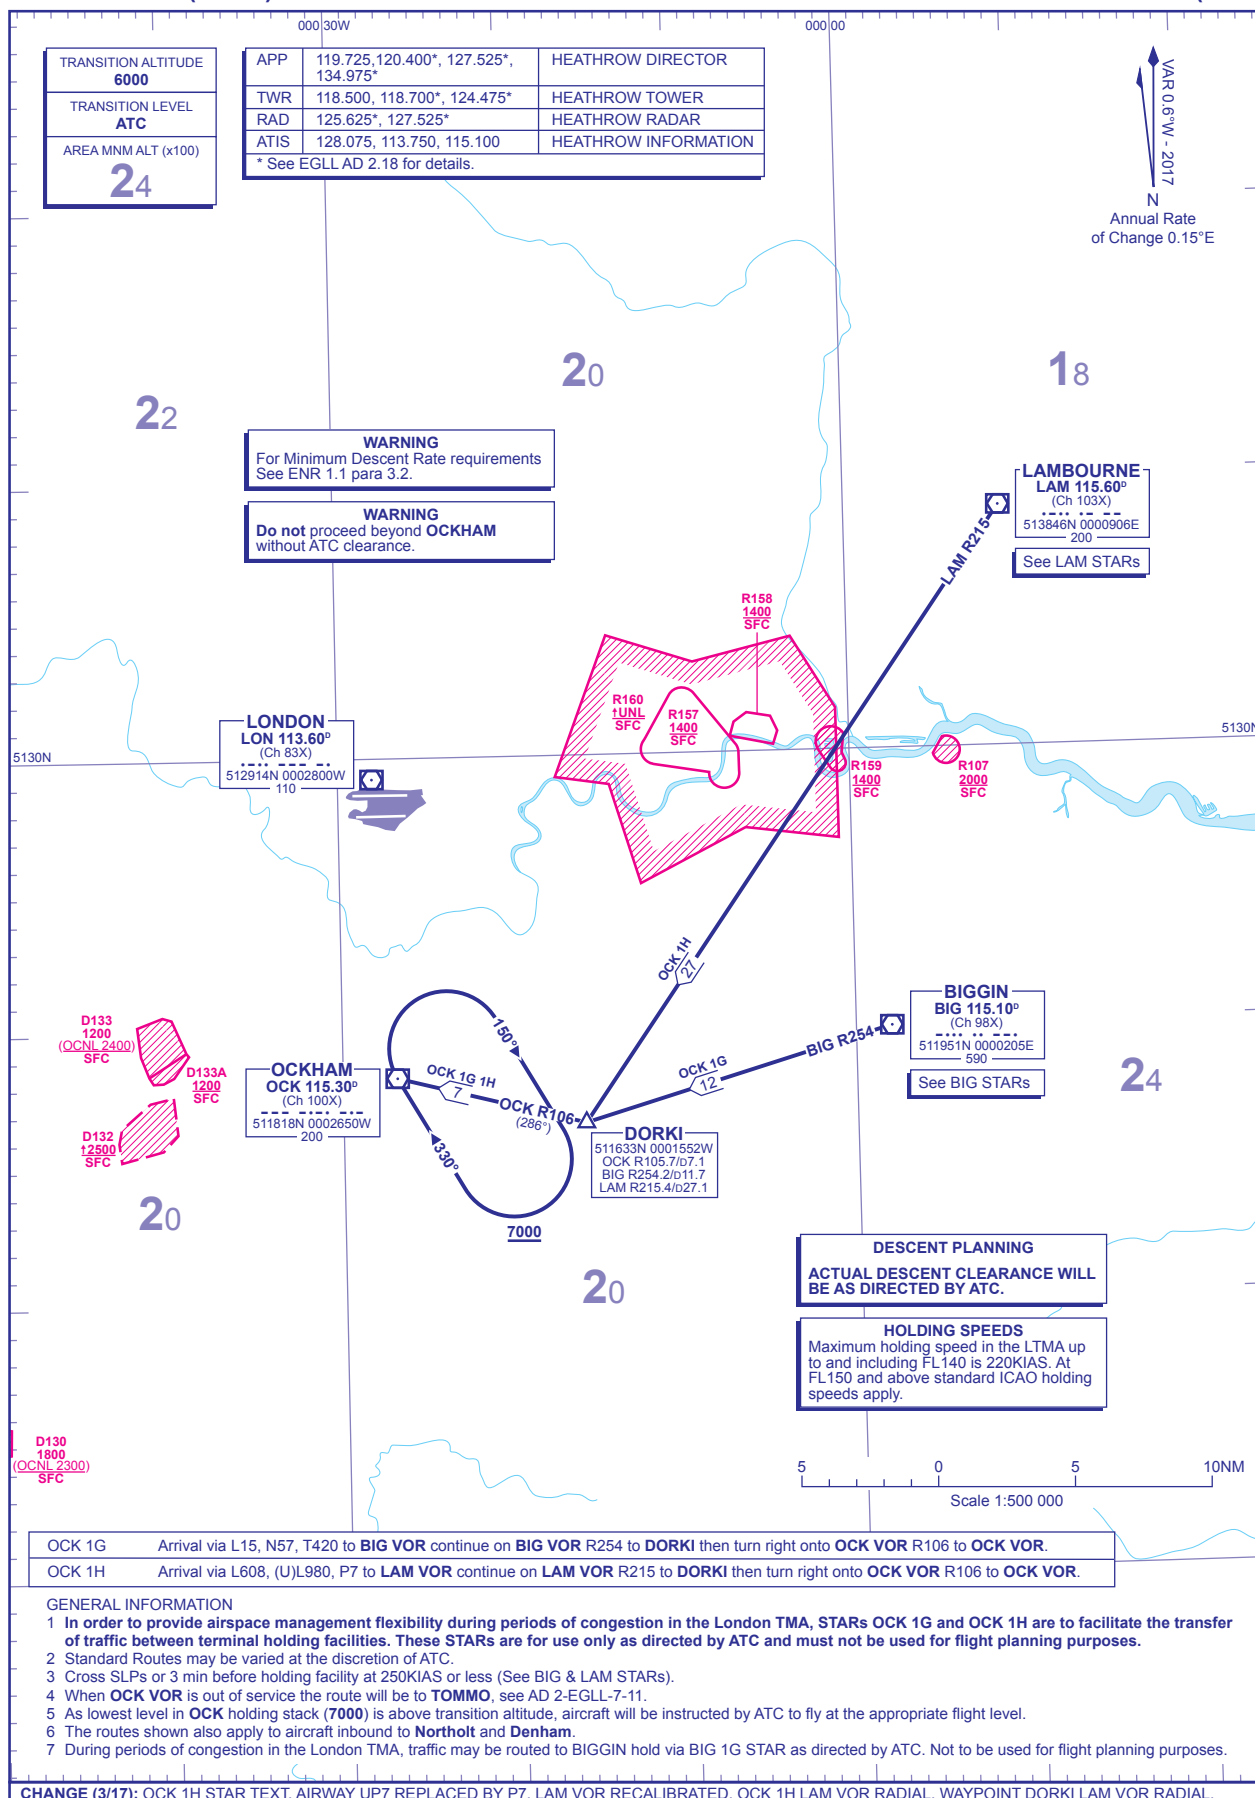 000 30W
000 00
TRANSITION ALTITUDE
6000
TRANSITION LEVEL
ATC
AREA MNM ALT (x100)
24
APP 119.725,120.400*, 127.525*, HEATHROW DIRECTOR
134.975*
TWR 118.500, 118.700*, 124.475* HEATHROW TOWER
RAD 125.625*, 127.525* HEATHROW RADAR
ATIS 128.075, 113.750, 115.100 HEATHROW INFORMATION
* See EGLL AD 2.18 for details.
VAR 0.6°W - 2017
N
Annual Rate
of Change 0.15°E
22
20
18
WARNING
For Minimum Descent Rate requirements
See ENR 1.1 para 3.2.
WARNING
Do not proceed beyond OCKHAM
without ATC clearance.
LAMBOURNE
LAM 115.60ᴰ
(Ch 103X)
513846N 0000906E
200
See LAM STARs
LAM R215
R158
1400
SFC
R160
↑UNL
SFC
R157
1400
SFC
R159
1400
SFC
R107
2000
SFC
5130N
5130N
LONDON
LON 113.60ᴰ
(Ch 83X)
512914N 0002800W
110
OCK 1H
27
BIGGIN
BIG 115.10ᴰ
(Ch 98X)
511951N 0000205E
590
See BIG STARs
BIG R254
OCK 1G
12
24
D133
1200
(OCNL 2400)
SFC
D133A
1200
SFC
D132
↑2500
SFC
OCKHAM
OCK 115.30ᴰ
(Ch 100X)
511818N 0002650W
200
150°
OCK 1G 1H
7
OCK R106
(286°)
330°
7000
DORKI
511633N 0001552W
OCK R105.7/D7.1
BIG R254.2/D11.7
LAM R215.4/D27.1
20
20
DESCENT PLANNING
ACTUAL DESCENT CLEARANCE WILL
BE AS DIRECTED BY ATC.
HOLDING SPEEDS
Maximum holding speed in the LTMA up
to and including FL140 is 220KIAS. At
FL150 and above standard ICAO holding
speeds apply.
D130
1800
(OCNL 2300)
SFC
5 0 5 10NM
Scale 1:500 000
OCK 1G Arrival via L15, N57, T420 to BIG VOR continue on BIG VOR R254 to DORKI then turn right onto OCK VOR R106 to OCK VOR.
OCK 1H Arrival via L608, (U)L980, P7 to LAM VOR continue on LAM VOR R215 to DORKI then turn right onto OCK VOR R106 to OCK VOR.
GENERAL INFORMATION
1 In order to provide airspace management flexibility during periods of congestion in the London TMA, STARs OCK 1G and OCK 1H are to facilitate the transfer
of traffic between terminal holding facilities. These STARs are for use only as directed by ATC and must not be used for flight planning purposes.
2 Standard Routes may be varied at the discretion of ATC.
3 Cross SLPs or 3 min before holding facility at 250KIAS or less (See BIG & LAM STARs).
4 When OCK VOR is out of service the route will be to TOMMO, see AD 2-EGLL-7-11.
5 As lowest level in OCK holding stack (7000) is above transition altitude, aircraft will be instructed by ATC to fly at the appropriate flight level.
6 The routes shown also apply to aircraft inbound to Northolt and Denham.
7 During periods of congestion in the London TMA, traffic may be routed to BIGGIN hold via BIG 1G STAR as directed by ATC. Not to be used for flight planning purposes.
CHANGE (3/17): OCK 1H STAR TEXT. AIRWAY UP7 REPLACED BY P7. LAM VOR RECALIBRATED. OCK 1H LAM VOR RADIAL. WAYPOINT DORKI LAM VOR RADIAL.